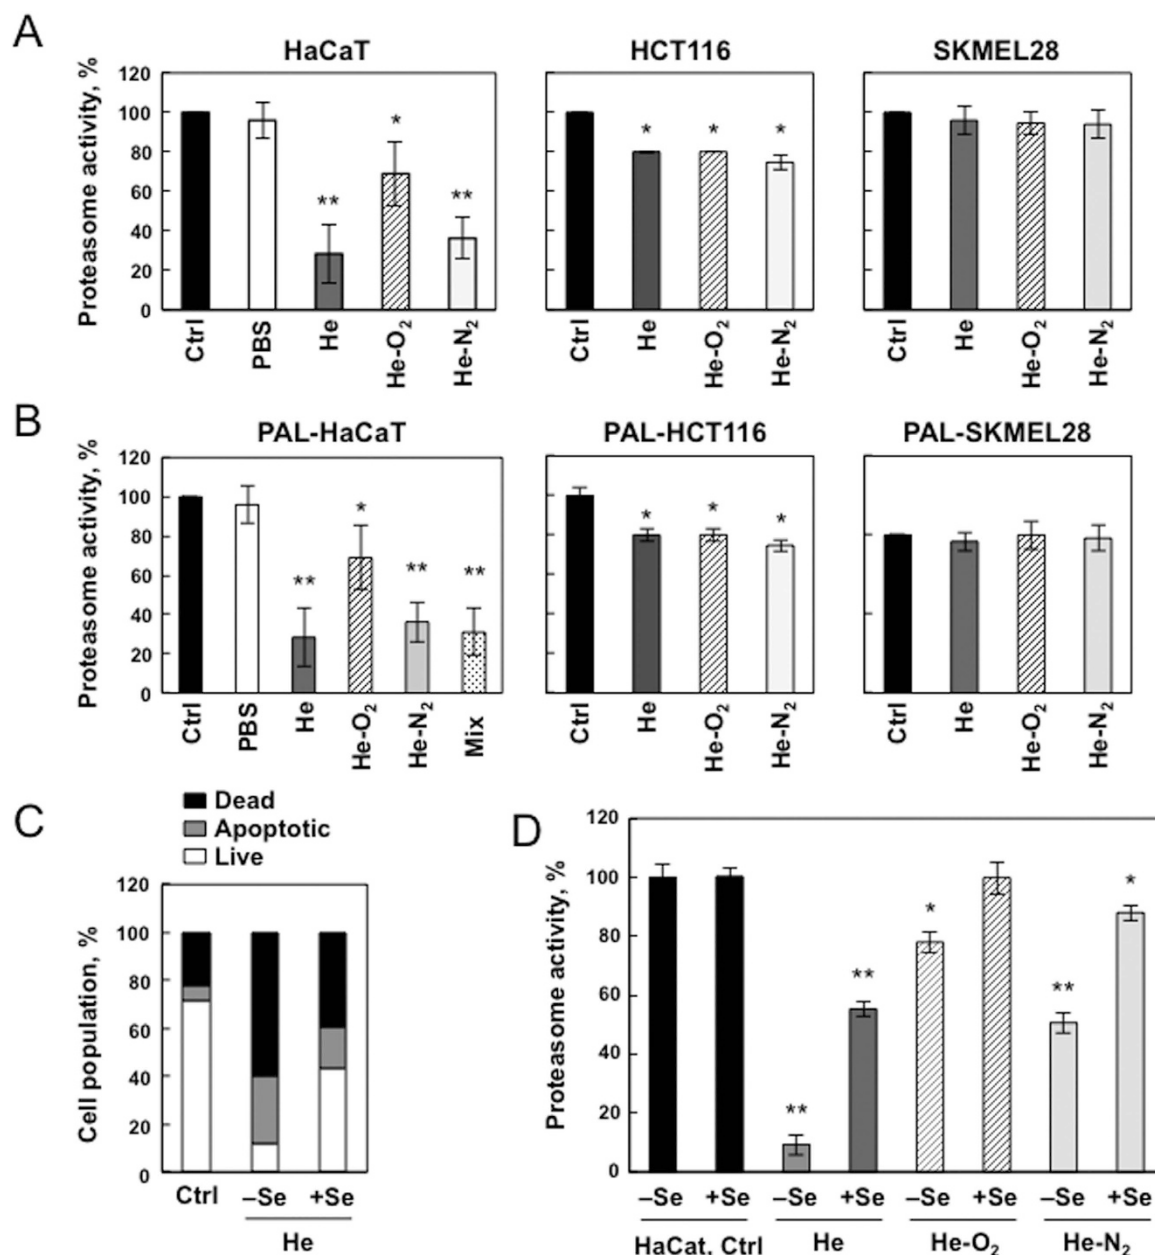 A
HaCaT
HCT116
SKMEL28
Proteasome activity, %
120
100
80
60
40
20
0
**
*
**
*
*
*
Ctrl
PBS
He
He-O₂
He-N₂
Ctrl
He
He-O₂
He-N₂
Ctrl
He
He-O₂
He-N₂
B
PAL-HaCaT
PAL-HCT116
PAL-SKMEL28
Proteasome activity, %
120
100
80
60
40
20
0
**
*
**
**
*
*
*
Ctrl
PBS
He
He-O₂
He-N₂
Mix
Ctrl
He
He-O₂
He-N₂
Ctrl
He
He-O₂
He-N₂
C
Dead
Apoptotic
Live
Cell population, %
120
100
80
60
40
20
0
Ctrl
–Se
+Se
He
D
Proteasome activity, %
120
100
80
60
40
20
0
**
**
*
**
*
–Se
+Se
–Se
+Se
–Se
+Se
–Se
+Se
HaCat, Ctrl
He
He-O₂
He-N₂